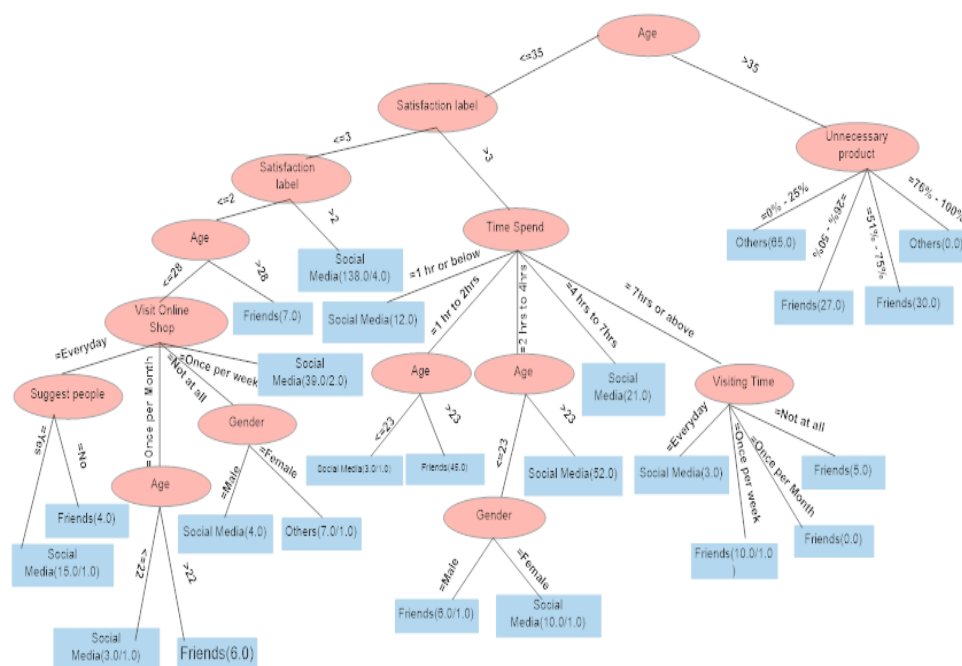 Age
<=35
>35
Satisfaction label
<=3
>3
Unnecessary
product
=0% - 25%
=26% - 50%
=51% - 75%
=76% - 100%
Others(65.0)
Friends(27.0)
Friends(30.0)
Others(0.0)
Satisfaction
label
<=2
>2
Social
Media(138.0/4.0)
Time Spend
=1 hr or below
=1 hr to 2hrs
=2 hrs to 4hrs
=4 hrs to 7hrs
=7hrs or above
Age
<=28
>28
Friends(7.0)
Social Media(12.0)
Visit Online
Shop
=Everyday
=Once per Month
=Not at all
=Once per week
Social
Media(39.0/2.0)
Age
<=23
>23
Social Media(3.0/1.0)
Friends(45.0)
Age
<=23
>23
Social Media(52.0)
Social
Media(21.0)
Visiting Time
=Everyday
=Once per week
=Once per Month
=Not at all
Social Media(3.0)
Friends(10.0/1.0
)
Friends(0.0)
Friends(5.0)
Suggest people
=Yes
=No
Social
Media(15.0/1.0)
Friends(4.0)
Age
<=22
>22
Social
Media(3.0/1.0)
Friends(6.0)
Gender
=Male
=Female
Social Media(4.0)
Others(7.0/1.0)
Gender
=Male
=Female
Friends(6.0/1.0)
Social
Media(10.0/1.0)